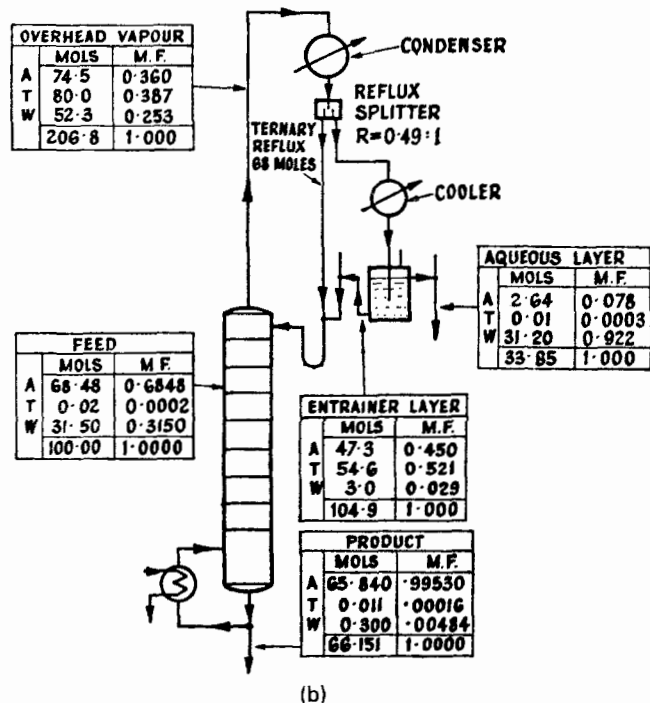 OVERHEAD VAPOUR
MOLS M.F.
A 74·5 0·360
T 80·0 0·387
W 52·3 0·253
206·8 1·000
CONDENSER
REFLUX
SPLITTER
R=0·49:1
TERNARY
REFLUX
68 MOLES
COOLER
AQUEOUS LAYER
MOLS M.F.
A 2·64 0·078
T 0·01 0·0003
W 31·20 0·922
33·85 1·000
FEED
MOLS M F.
A 68·48 0·6848
T 0·02 0·0002
W 31·50 0·3150
100·00 1·0000
ENTRAINER LAYER
MOLS M.F.
A 47·3 0·450
T 54·6 0·521
W 3·0 0·029
104·9 1·000
PRODUCT
MOLS M.F.
A 65·840 ·99530
T 0·011 ·00016
W 0·300 ·00484
66·151 1·0000
(b)